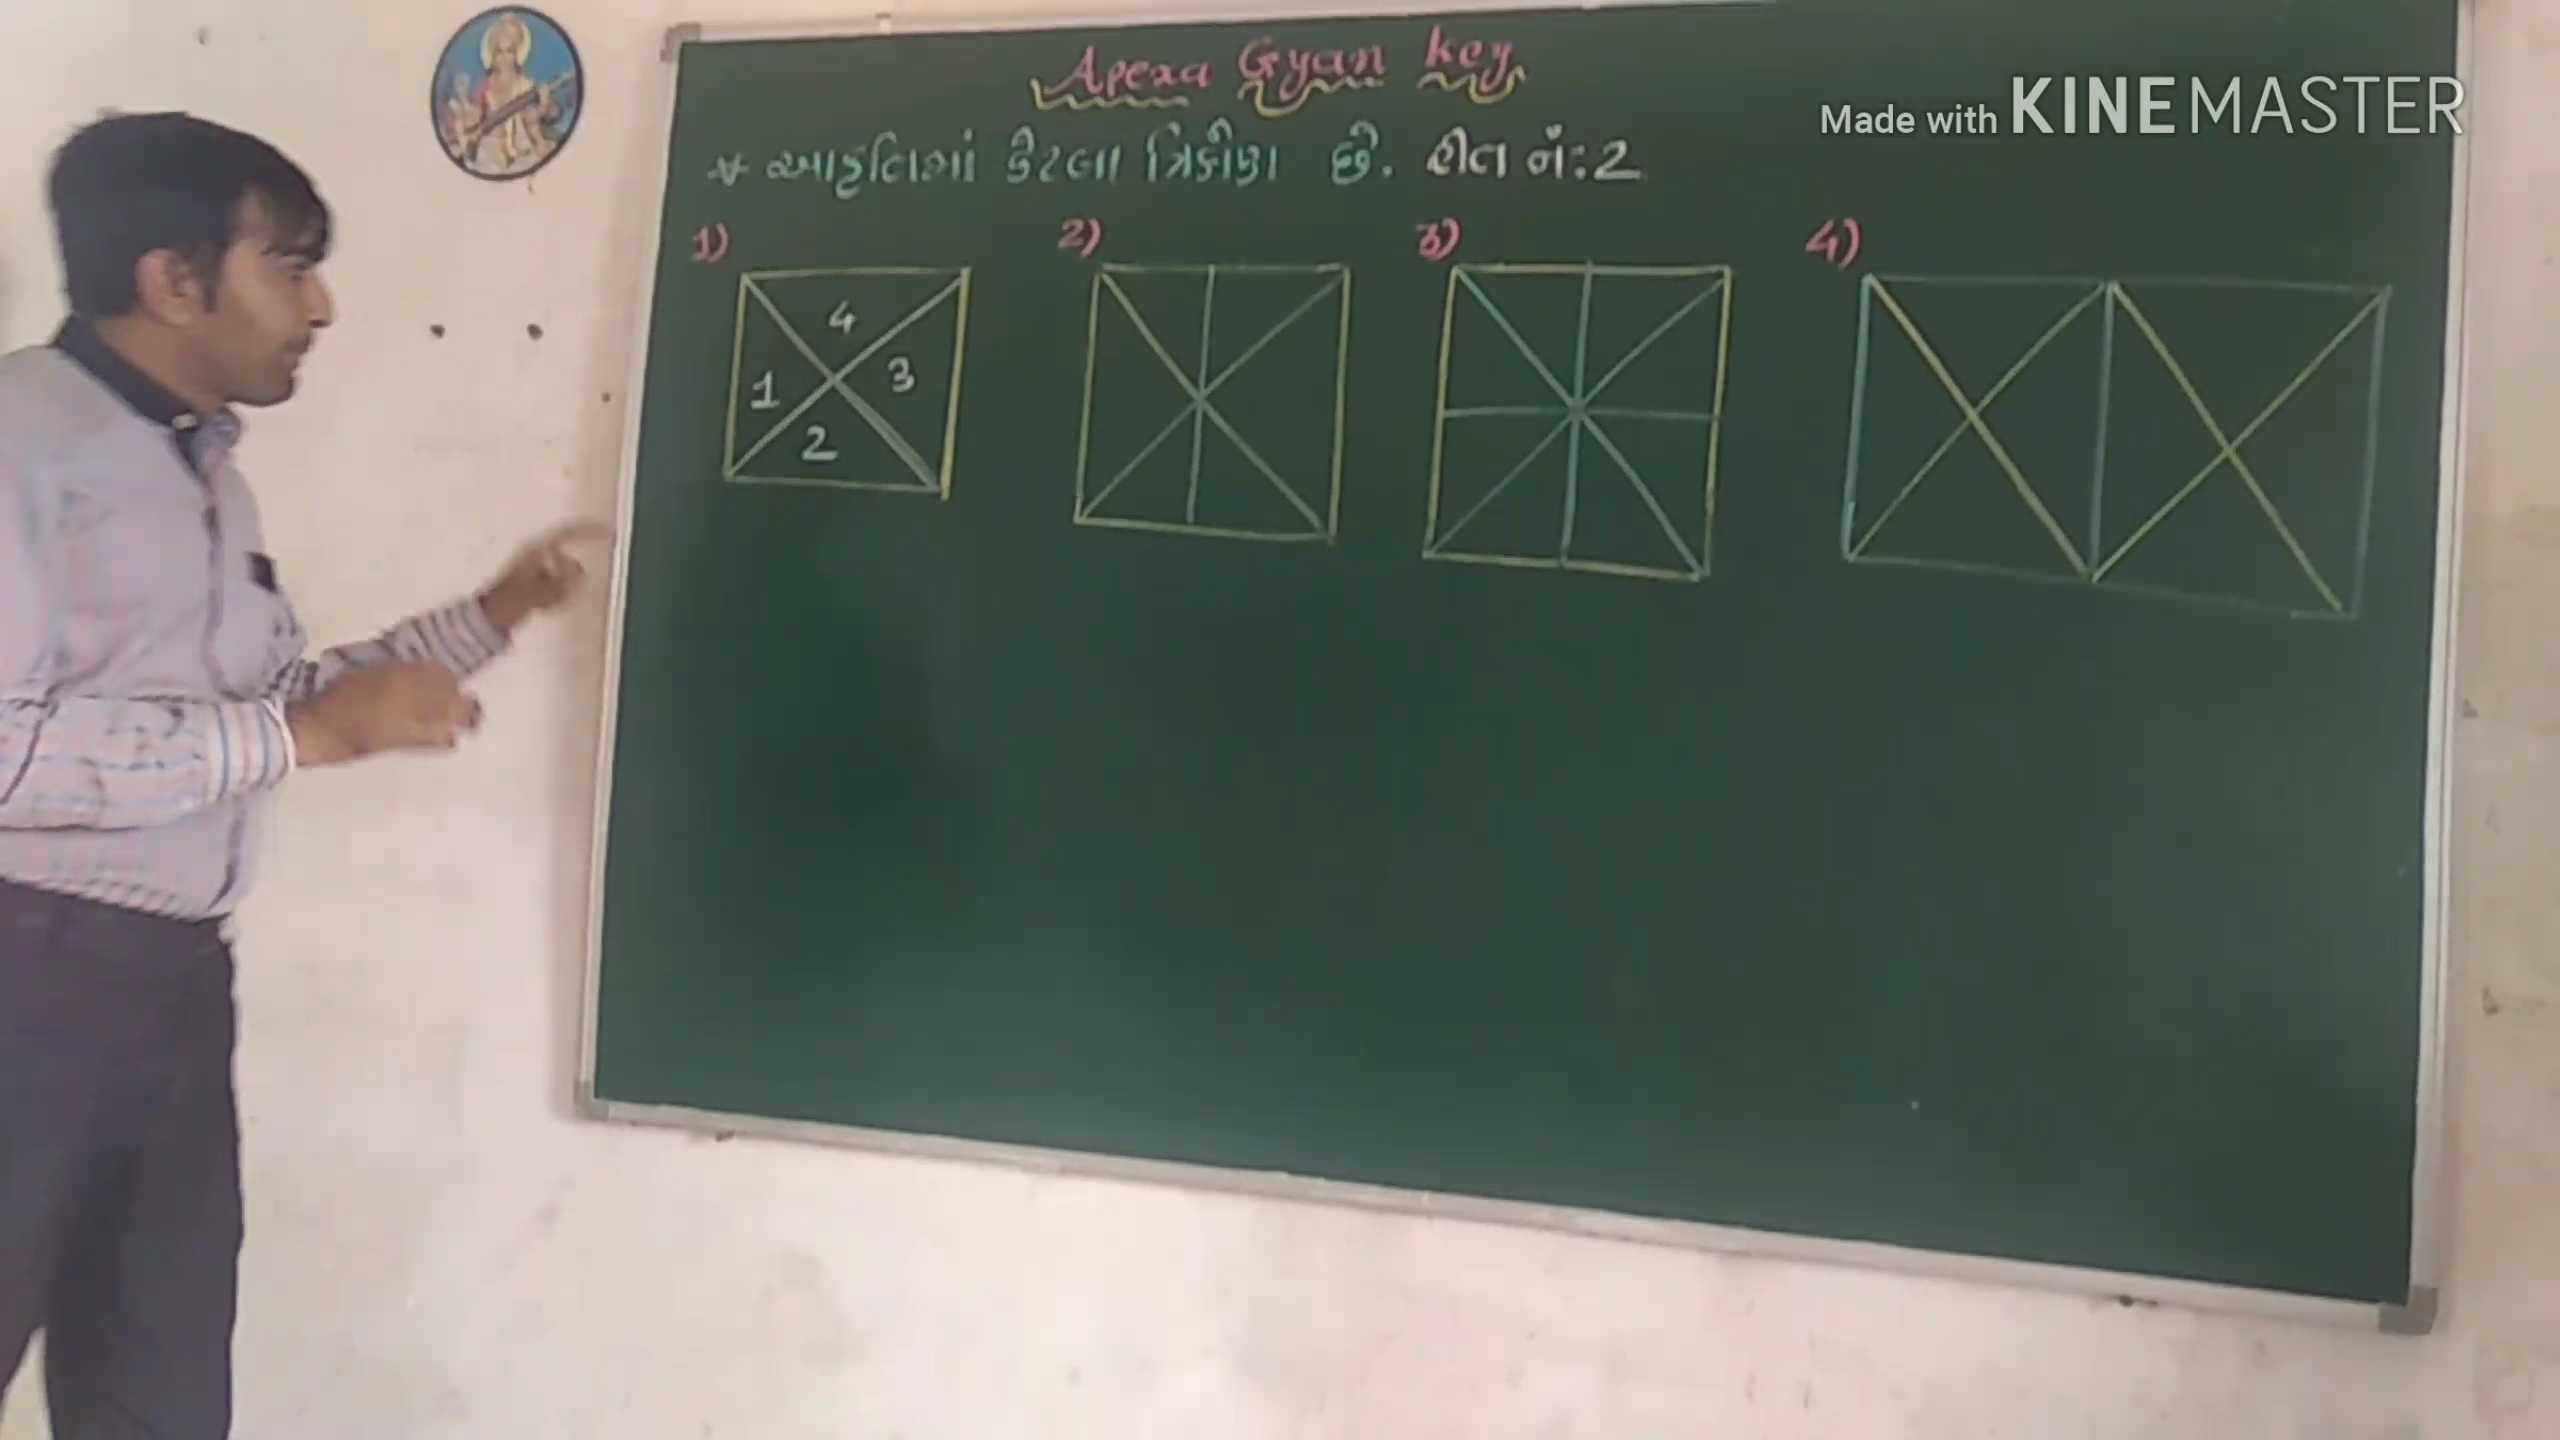 Apexa Gyan key
Made with KINEMASTER
* આકૃતિમાં કેટલા ત્રિકોણ છે. રીત નં:2
1) 2) 3) 4)
4
1 3
2